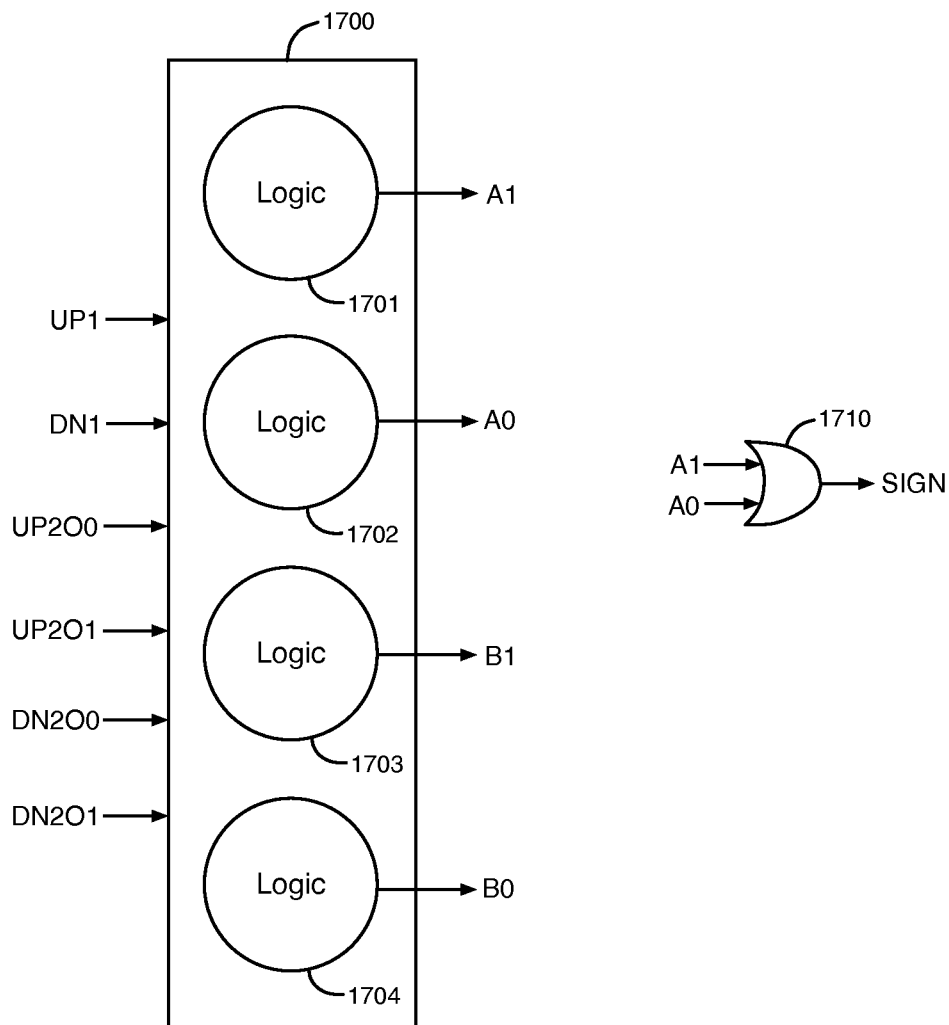 1700
Logic
A1
1701
UP1
Logic
DN1
A0
1710
A1
SIGN
A0
UP2O0
1702
UP2O1
Logic
B1
DN2O0
1703
DN2O1
Logic
B0
1704